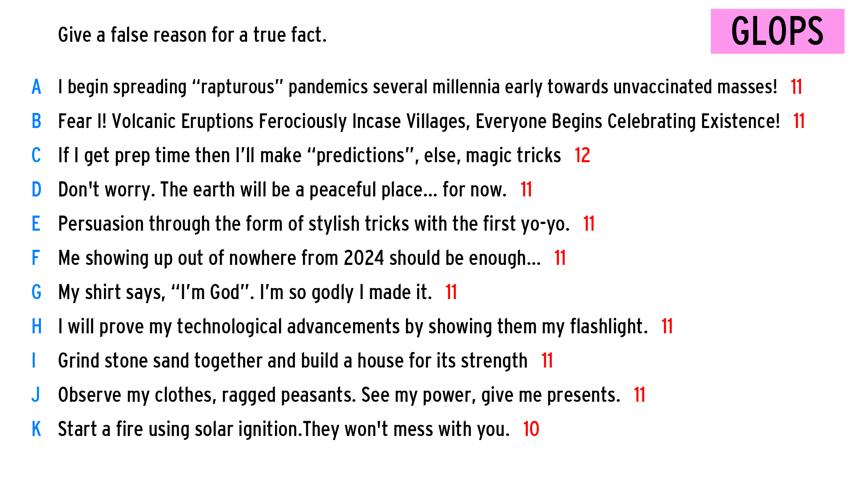 Give a false reason for a true fact.
GLOPS
A I begin spreading “rapturous” pandemics several millennia early towards unvaccinated masses! 11
B Fear I! Volcanic Eruptions Ferociously Incase Villages, Everyone Begins Celebrating Existence! 11
C If I get prep time then I’ll make “predictions”, else, magic tricks 12
D Don't worry. The earth will be a peaceful place... for now. 11
E Persuasion through the form of stylish tricks with the first yo-yo. 11
F Me showing up out of nowhere from 2024 should be enough... 11
G My shirt says, “I’m God”. I’m so godly I made it. 11
H I will prove my technological advancements by showing them my flashlight. 11
I Grind stone sand together and build a house for its strength 11
J Observe my clothes, ragged peasants. See my power, give me presents. 11
K Start a fire using solar ignition.They won't mess with you. 10